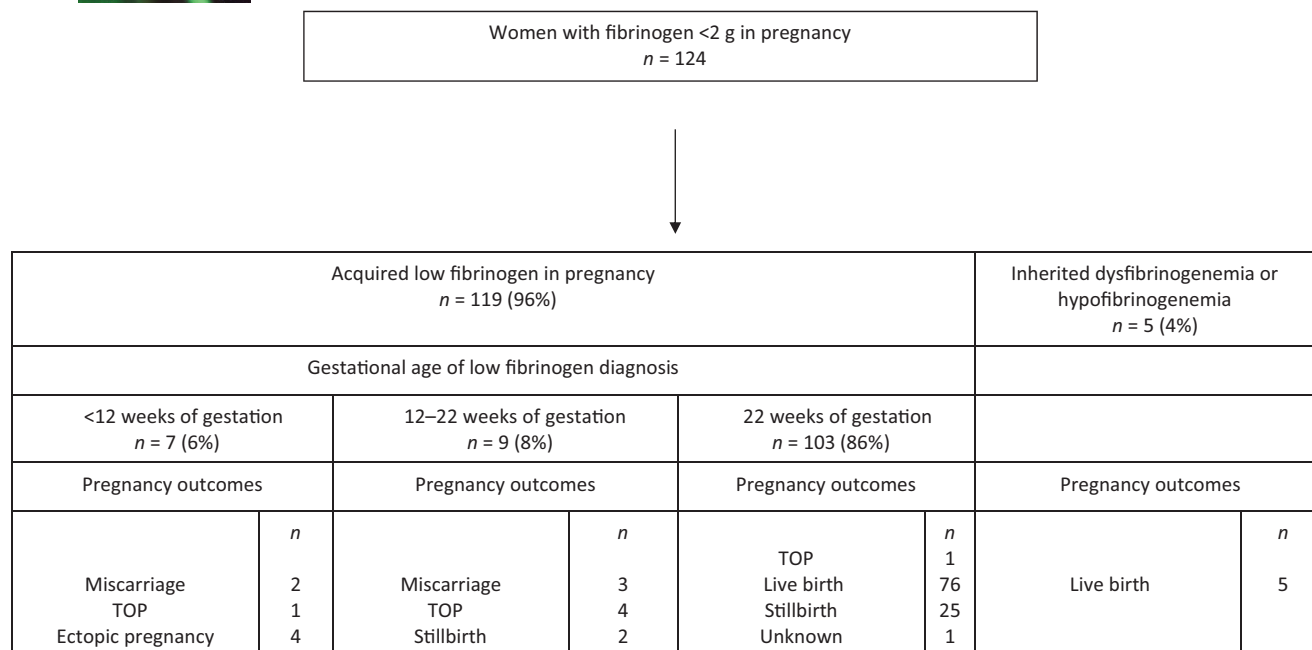 Women with fibrinogen <2 g in pregnancy
n = 124
Acquired low fibrinogen in pregnancy
n = 119 (96%)
Inherited dysfibrinogenemia or
hypofibrinogenemia
n = 5 (4%)
Gestational age of low fibrinogen diagnosis
<12 weeks of gestation
n = 7 (6%)
12–22 weeks of gestation
n = 9 (8%)
22 weeks of gestation
n = 103 (86%)
Pregnancy outcomes
Pregnancy outcomes
Pregnancy outcomes
Pregnancy outcomes
n
Miscarriage 2
TOP 1
Ectopic pregnancy 4
n
Miscarriage 3
TOP 4
Stillbirth 2
n
TOP 1
Live birth 76
Stillbirth 25
Unknown 1
n
Live birth 5